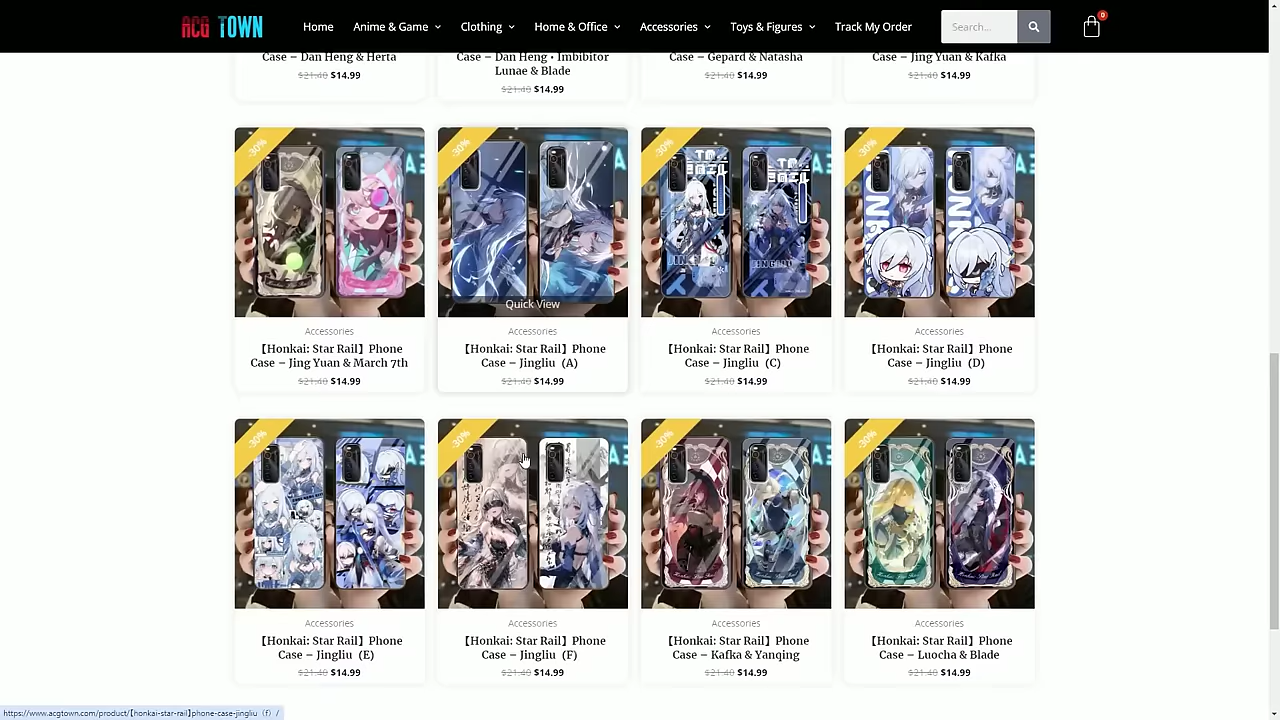 ACG TOWN
Home
Anime & Game
Clothing
Home & Office
Accessories
Toys & Figures
Track My Order
Search...
0
Case – Dan Heng & Herta
$21.40 $14.99
Case – Dan Heng • Imbibitor
Lunae & Blade
$21.40 $14.99
Case – Gepard & Natasha
$21.40 $14.99
Case – Jing Yuan & Kafka
$21.40 $14.99
-30%
-30%
-30%
-30%
Quick View
Accessories
【Honkai: Star Rail】Phone
Case – Jing Yuan & March 7th
$21.40 $14.99
Accessories
【Honkai: Star Rail】Phone
Case – Jingliu（A）
$21.40 $14.99
Accessories
【Honkai: Star Rail】Phone
Case – Jingliu（C）
$21.40 $14.99
Accessories
【Honkai: Star Rail】Phone
Case – Jingliu（D）
$21.40 $14.99
-30%
-30%
-30%
-30%
Accessories
【Honkai: Star Rail】Phone
Case – Jingliu（E）
$21.40 $14.99
Accessories
【Honkai: Star Rail】Phone
Case – Jingliu（F）
$21.40 $14.99
Accessories
【Honkai: Star Rail】Phone
Case – Kafka & Yanqing
$21.40 $14.99
Accessories
【Honkai: Star Rail】Phone
Case – Luocha & Blade
$21.40 $14.99
https://www.acgtown.com/product/【honkai-star-rail】phone-case-jingliu（f）/